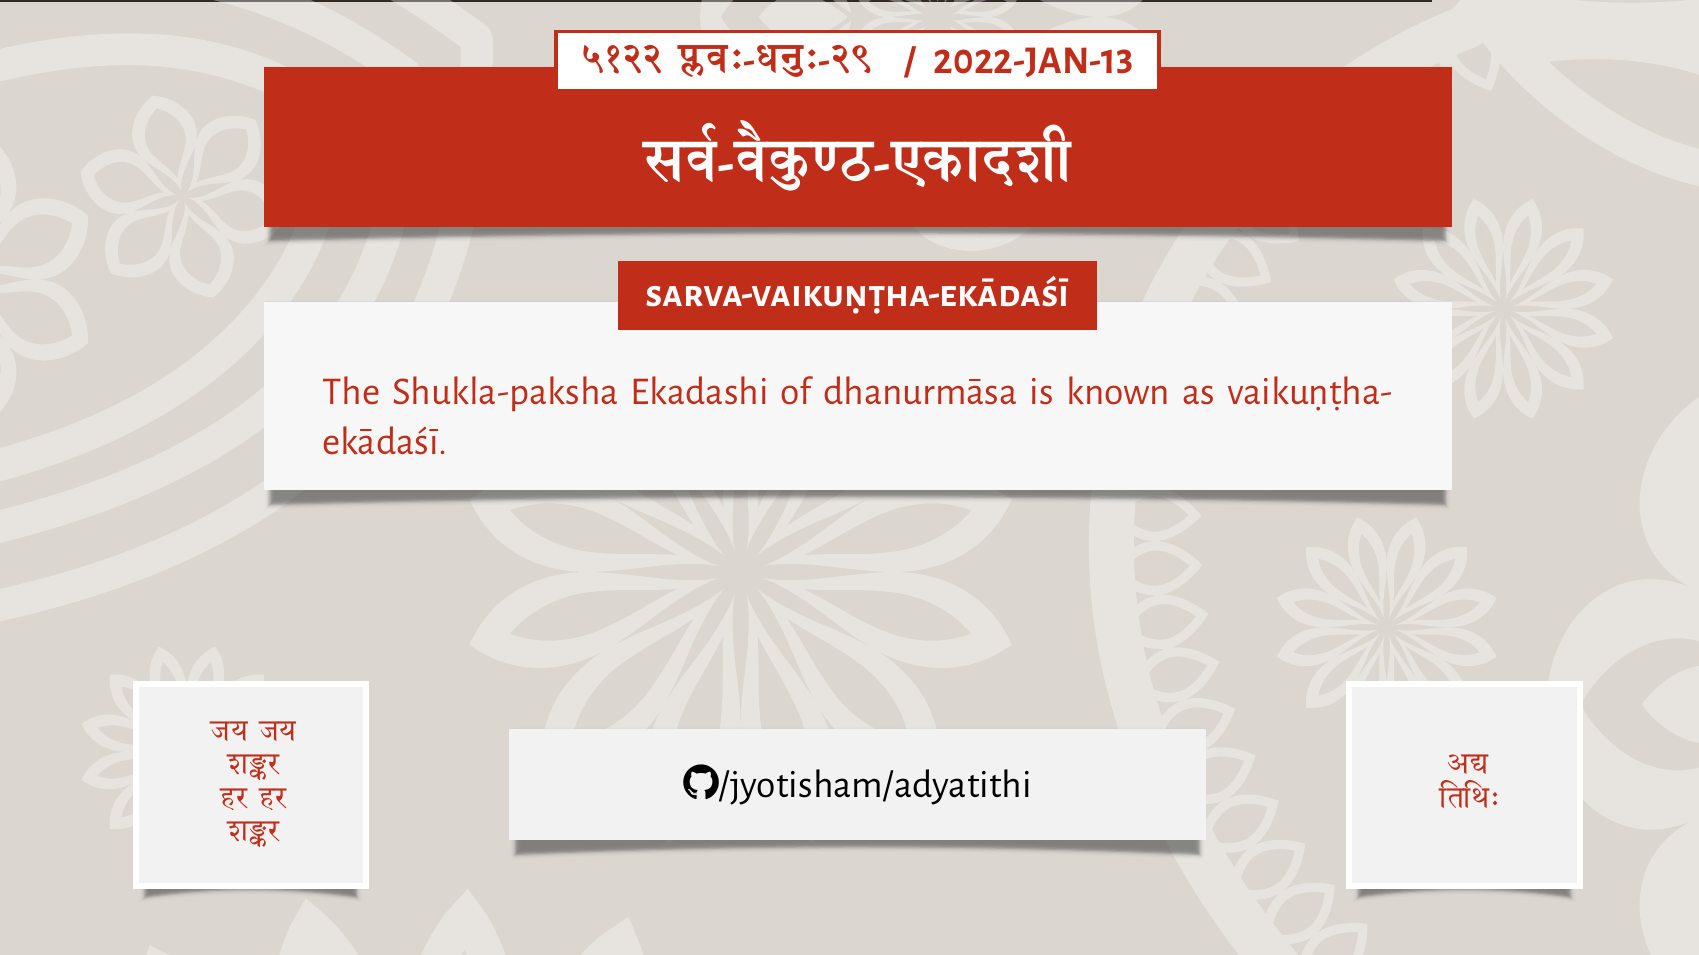 ५१२२ प्लवः-धनुः-२९ / 2022-JAN-13
सर्व-वैकुण्ठ-एकादशी
SARVA-VAIKUṆṬHA-EKĀDAŚĪ
The Shukla-paksha Ekadashi of dhanurmāsa is known as vaikuṇṭha-
ekādaśī.
जय जय
शङ्कर
हर हर
शङ्कर
/jyotisham/adyatithi
अद्य
तिथिः